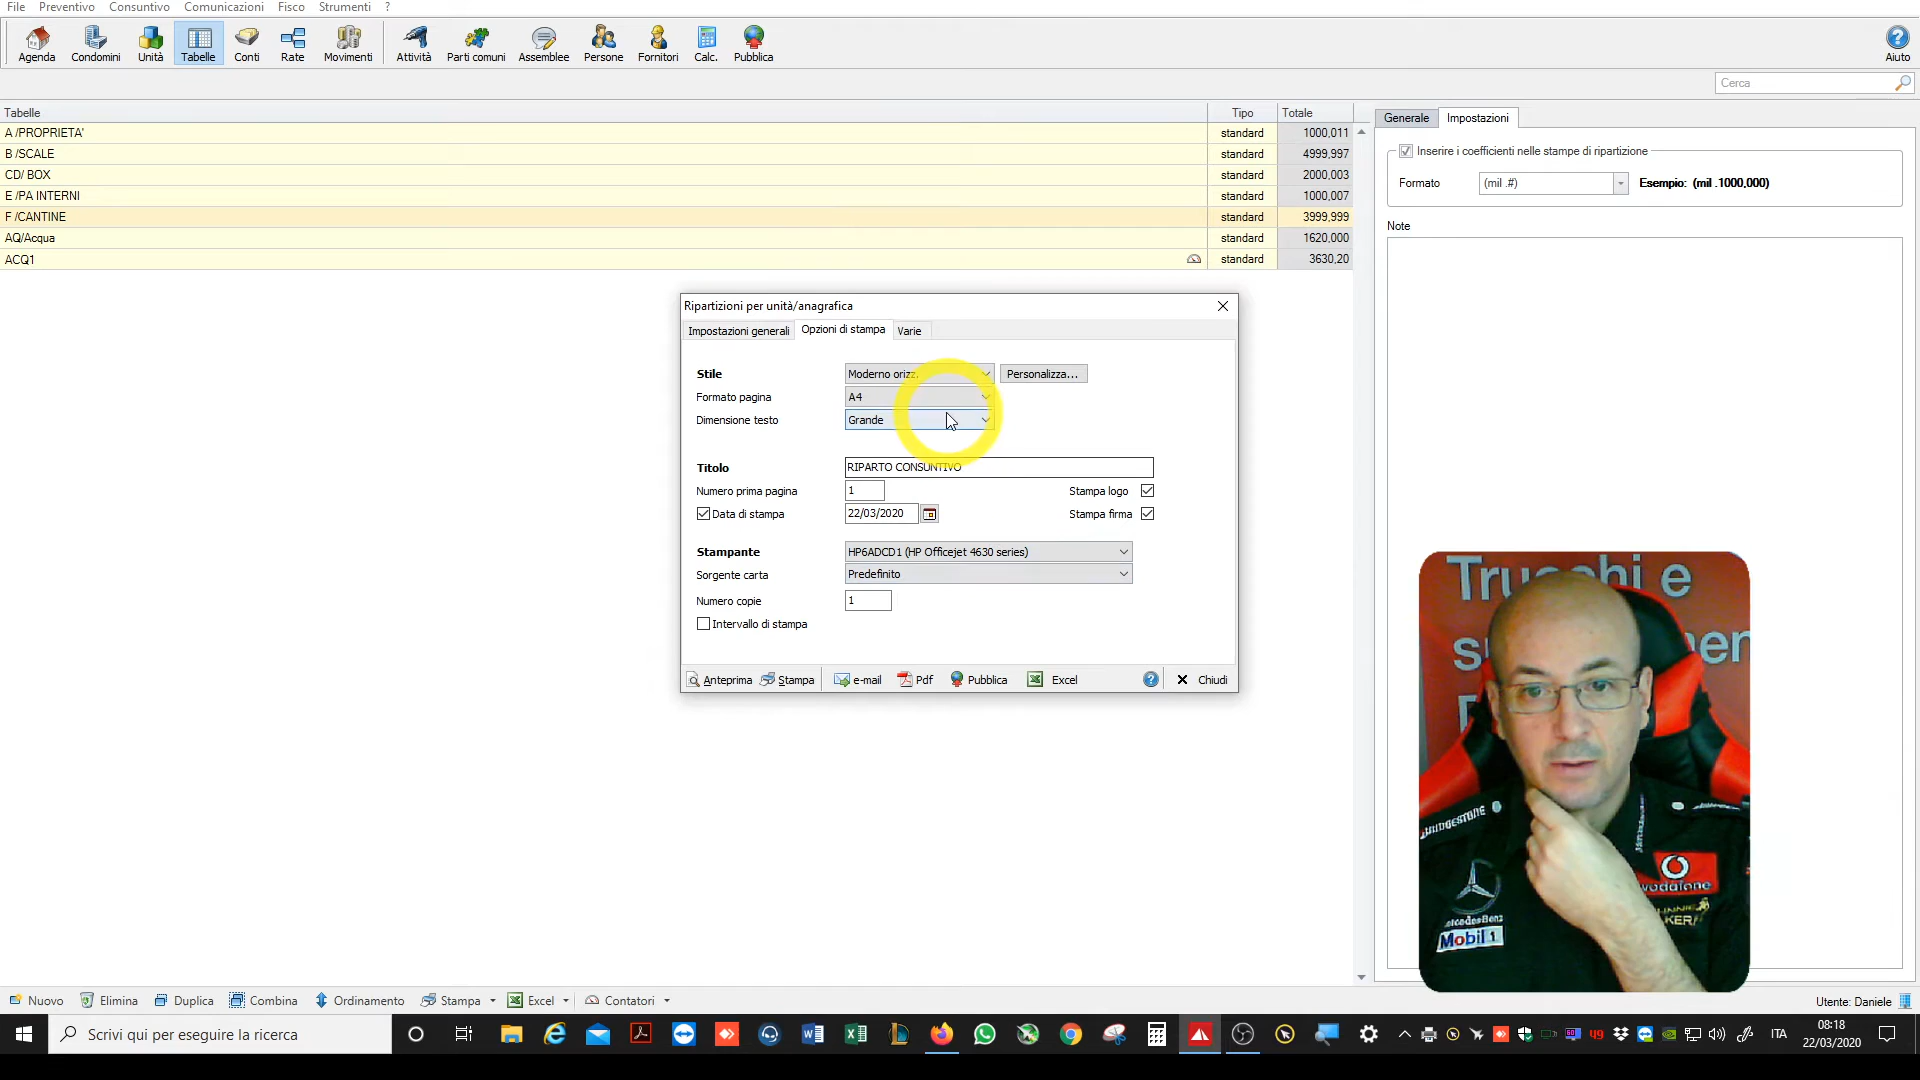 File Preventivo Consuntivo Comunicazioni Fisco Strumenti ?
Agenda Condomini Unità Tabelle Conti Rate Movimenti Attività Parti comuni Assemblee Persone Fornitori Calc. Pubblica Aiuto
Cerca
Tabelle Tipo Totale
A /PROPRIETA' standard 1000,011
B /SCALE standard 4999,997
CD/ BOX standard 2000,003
E /PA INTERNI standard 1000,007
F /CANTINE standard 3999,999
AQ/Acqua standard 1620,000
ACQ1 standard 3630,20
Generale Impostazioni
Inserire i coefficienti nelle stampe di ripartizione
Formato (mil .#) Esempio: (mil .1000,000)
Note
Ripartizioni per unità/anagrafica
Impostazioni generali Opzioni di stampa Varie
Stile Moderno orizz. Personalizza...
Formato pagina A4
Dimensione testo Grande
Titolo RIPARTO CONSUNTIVO
Numero prima pagina 1 Stampa logo
Data di stampa 22/03/2020 Stampa firma
Stampante HP6ADCD1 (HP Officejet 4630 series)
Sorgente carta Predefinito
Numero copie 1
Intervallo di stampa
Anteprima Stampa e-mail Pdf Pubblica Excel Chiudi
Trucchi e
BRIDGESTONE
vodafone
Mercedes-Benz
Mobil 1
Nuovo Elimina Duplica Combina Ordinamento Stampa Excel Contatori Utente: Daniele
Scrivi qui per eseguire la ricerca ITA 08:18
22/03/2020